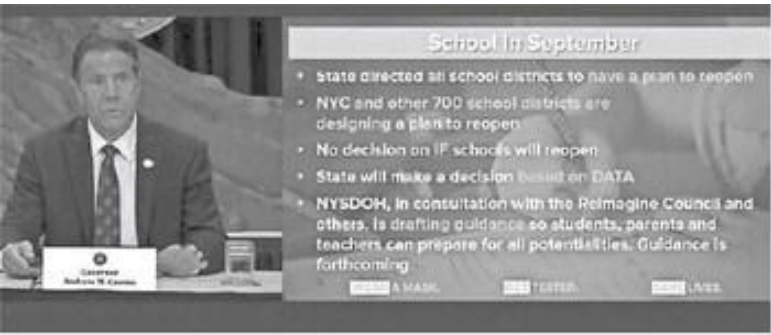 School in September
• State directed all school districts to have a plan to reopen
• NYC and other 700 school districts are
designing a plan to reopen
• No decision on IF schools will reopen
• State will make a decision based on DATA
• NYSDOH, in consultation with the Reimagine Council and
others, is drafting guidance so students, parents and
teachers can prepare for all potentialities. Guidance is
forthcoming
Governor
Andrew M. Cuomo
A MASK. GET TESTED. SAVE LIVES.